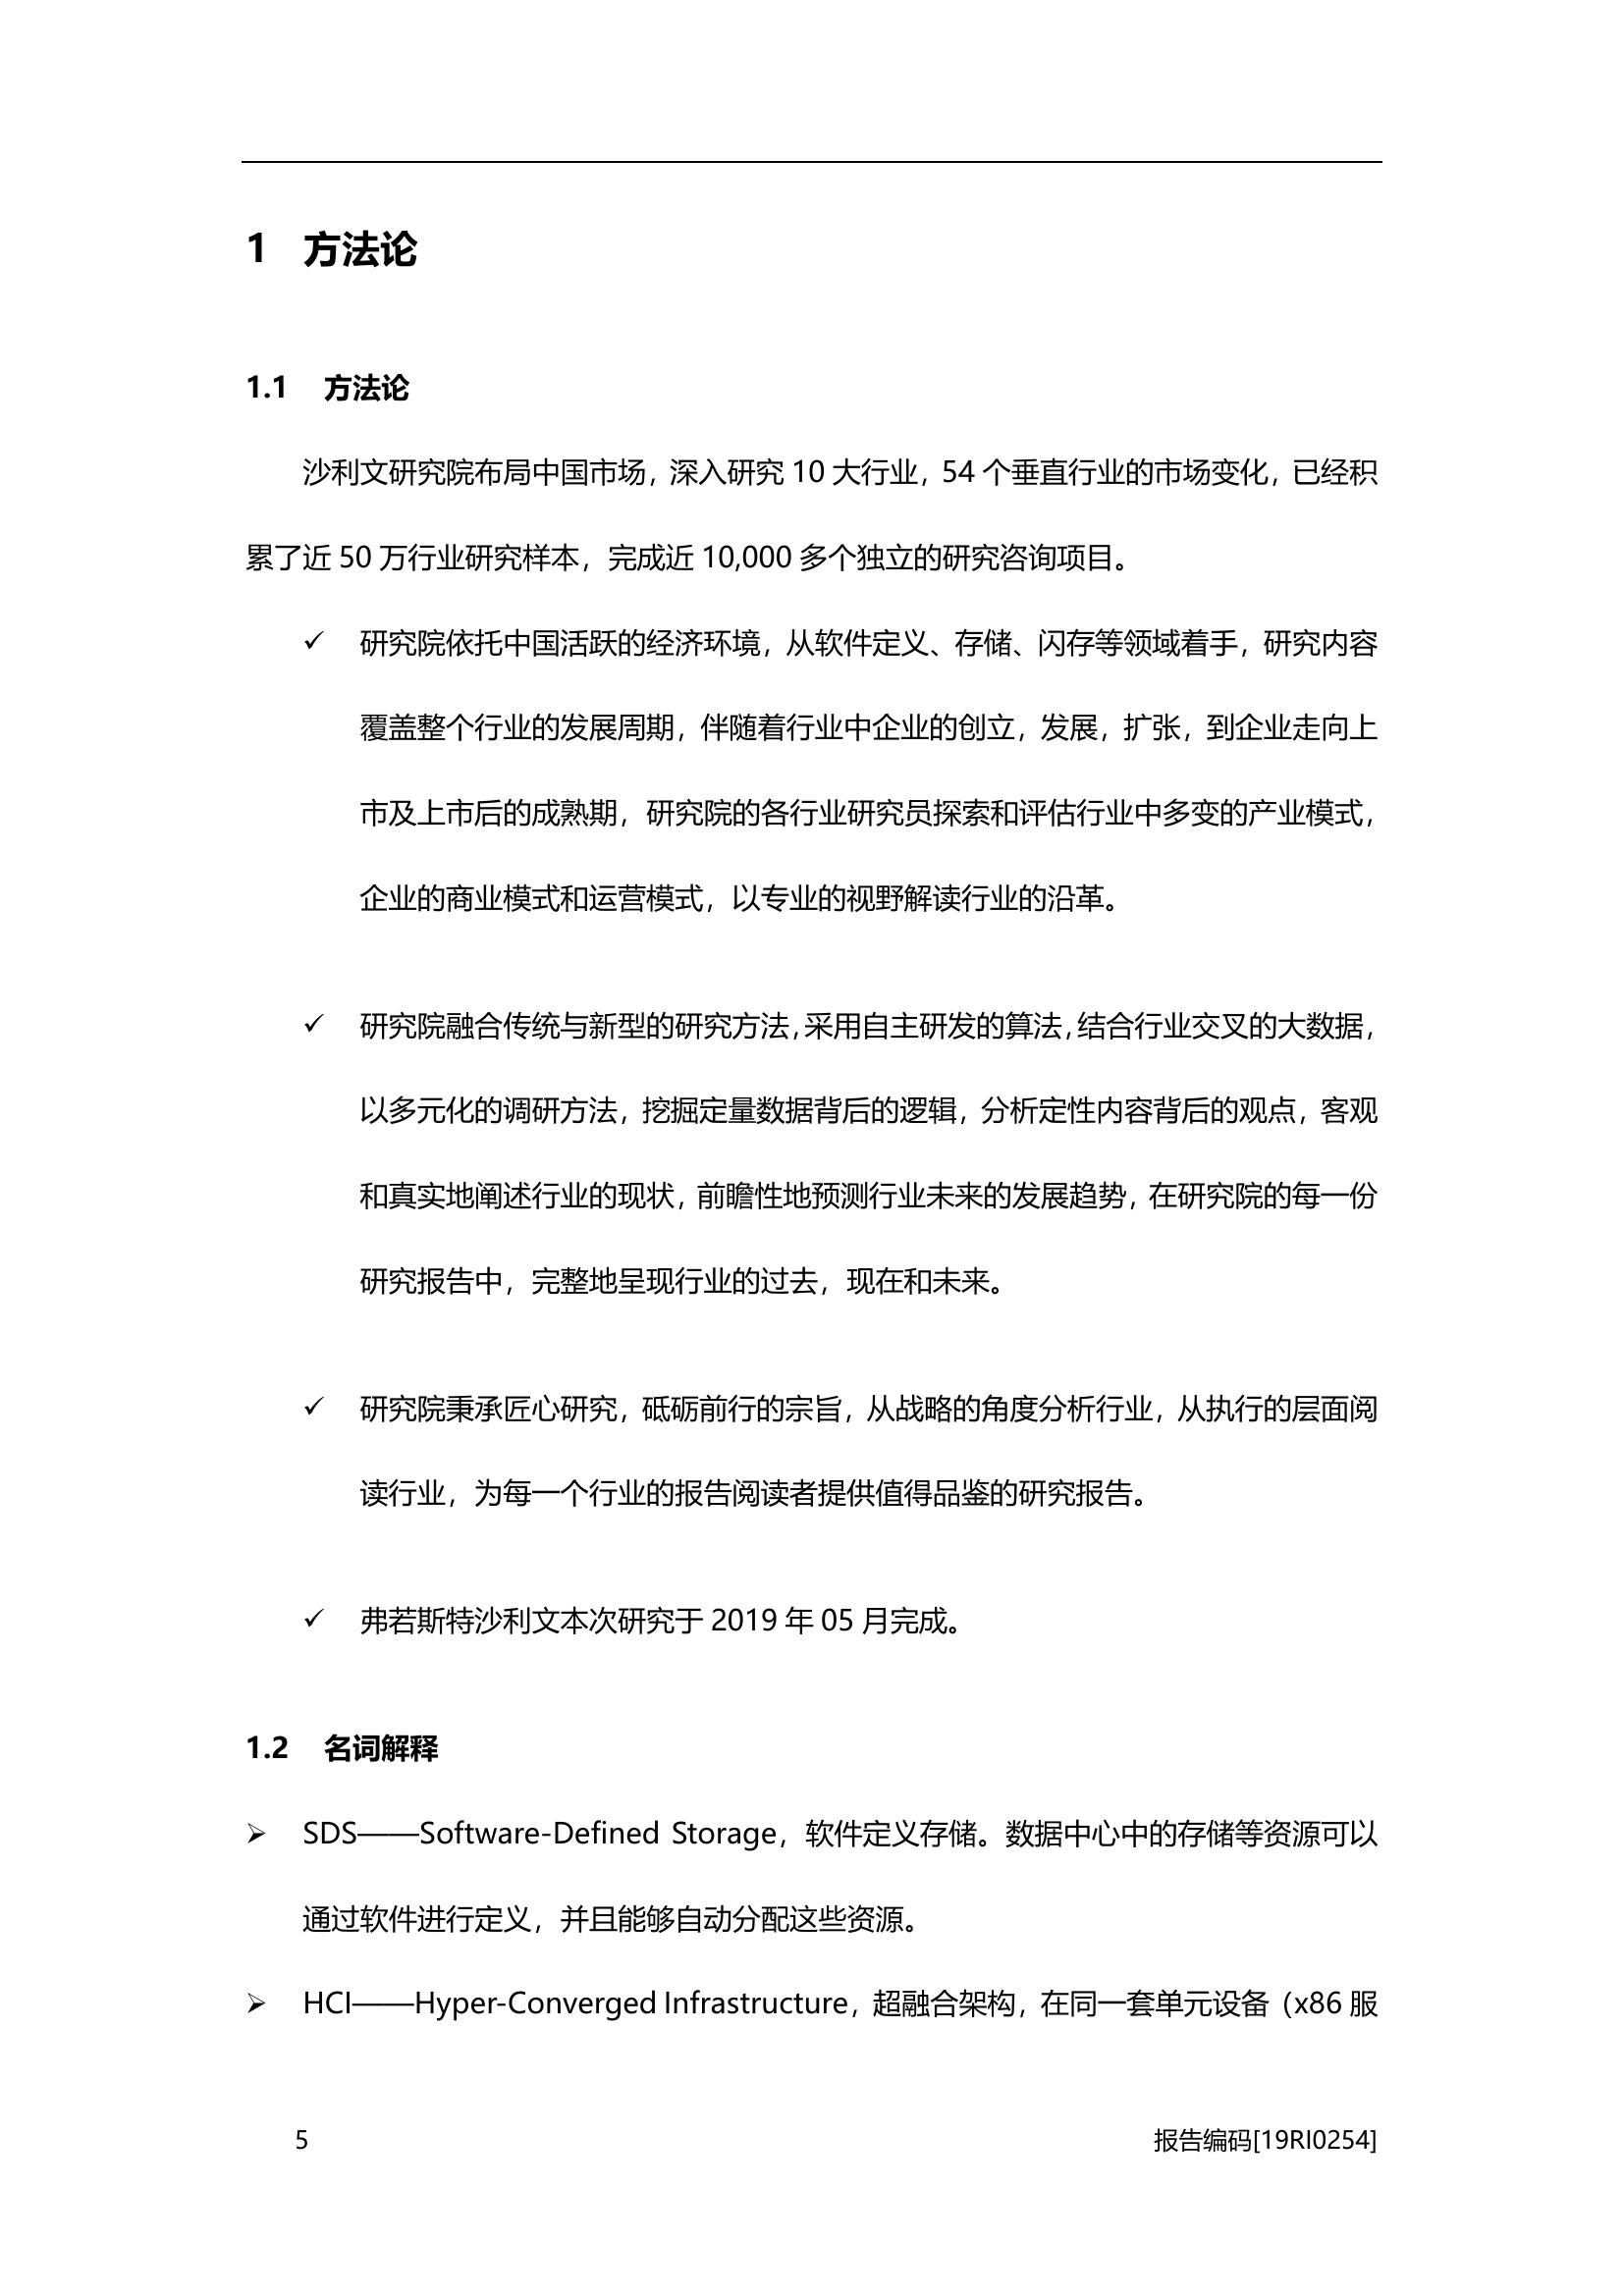 1 方法论
1.1 方法论
沙利文研究院布局中国市场，深入研究 10 大行业，54 个垂直行业的市场变化，已经积
累了近 50 万行业研究样本，完成近 10,000 多个独立的研究咨询项目。
✓ 研究院依托中国活跃的经济环境，从软件定义、存储、闪存等领域着手，研究内容
覆盖整个行业的发展周期，伴随着行业中企业的创立，发展，扩张，到企业走向上
市及上市后的成熟期，研究院的各行业研究员探索和评估行业中多变的产业模式，
企业的商业模式和运营模式，以专业的视野解读行业的沿革。
✓ 研究院融合传统与新型的研究方法，采用自主研发的算法，结合行业交叉的大数据，
以多元化的调研方法，挖掘定量数据背后的逻辑，分析定性内容背后的观点，客观
和真实地阐述行业的现状，前瞻性地预测行业未来的发展趋势，在研究院的每一份
研究报告中，完整地呈现行业的过去，现在和未来。
✓ 研究院秉承匠心研究，砥砺前行的宗旨，从战略的角度分析行业，从执行的层面阅
读行业，为每一个行业的报告阅读者提供值得品鉴的研究报告。
✓ 弗若斯特沙利文本次研究于 2019 年 05 月完成。
1.2 名词解释
➢ SDS——Software-Defined Storage，软件定义存储。数据中心中的存储等资源可以
通过软件进行定义，并且能够自动分配这些资源。
➢ HCI——Hyper-Converged Infrastructure，超融合架构，在同一套单元设备（x86 服
5 报告编码[19RI0254]